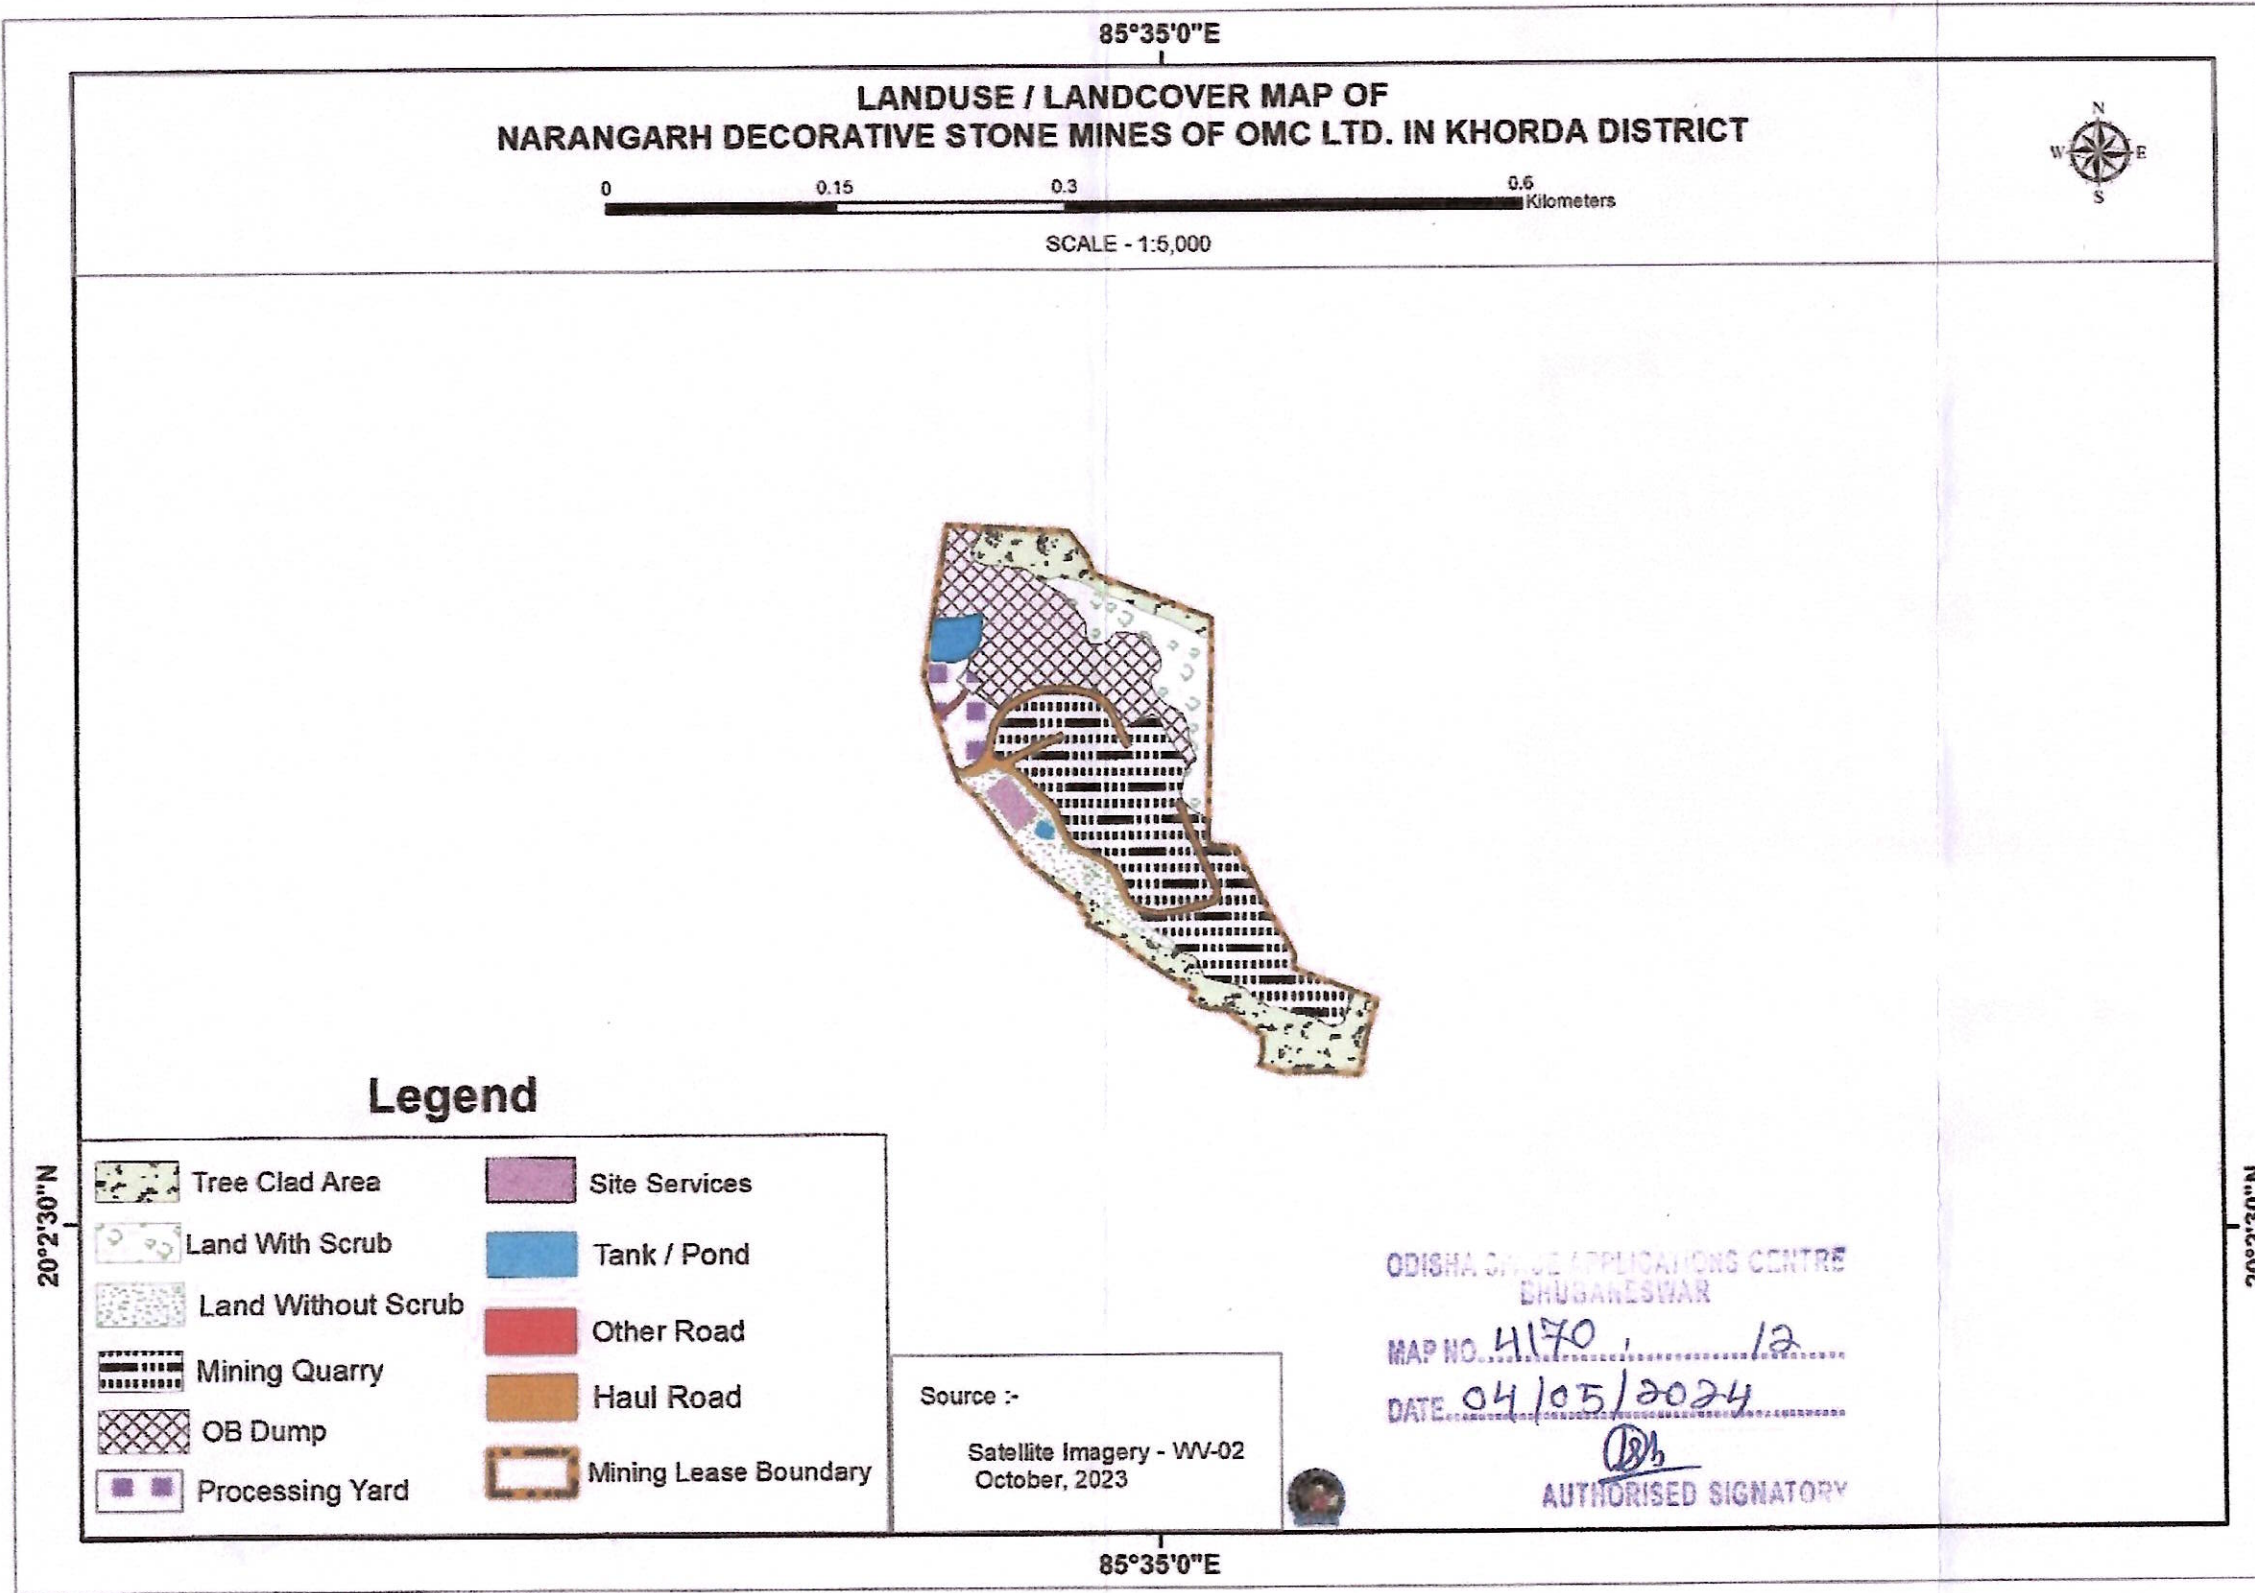 85°35'0"E
LANDUSE / LANDCOVER MAP OF
NARANGARH DECORATIVE STONE MINES OF OMC LTD. IN KHORDA DISTRICT
0 0.15 0.3 0.6
Kilometers
SCALE - 1:5,000
N
W E
S
Legend
Tree Clad Area
Land With Scrub
Land Without Scrub
Mining Quarry
OB Dump
Processing Yard
Site Services
Tank / Pond
Other Road
Haul Road
Mining Lease Boundary
20°2'30"N
20°2'30"N
Source :-
Satellite Imagery - WV-02
October, 2023
ODISHA APPLICATIONS CENTRE
BHUBANESWAR
MAP NO. 4170 12
DATE 04/05/2024
AUTHORISED SIGNATORY
85°35'0"E